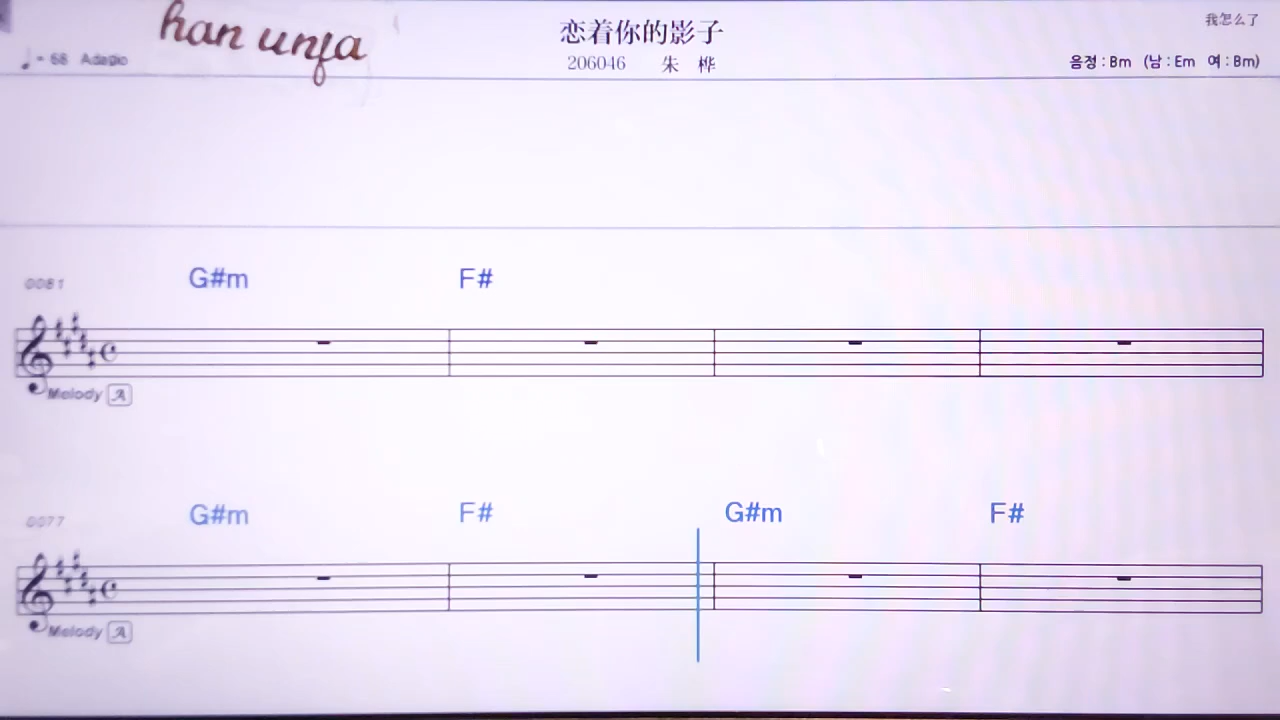 han unja
恋着你的影子
我怎么了
♩= 68 Adagio
206046 朱 桦
음정 : Bm (남 : Em 여 : Bm)
0081 G#m F#
Melody A
0077 G#m F# G#m F#
Melody A